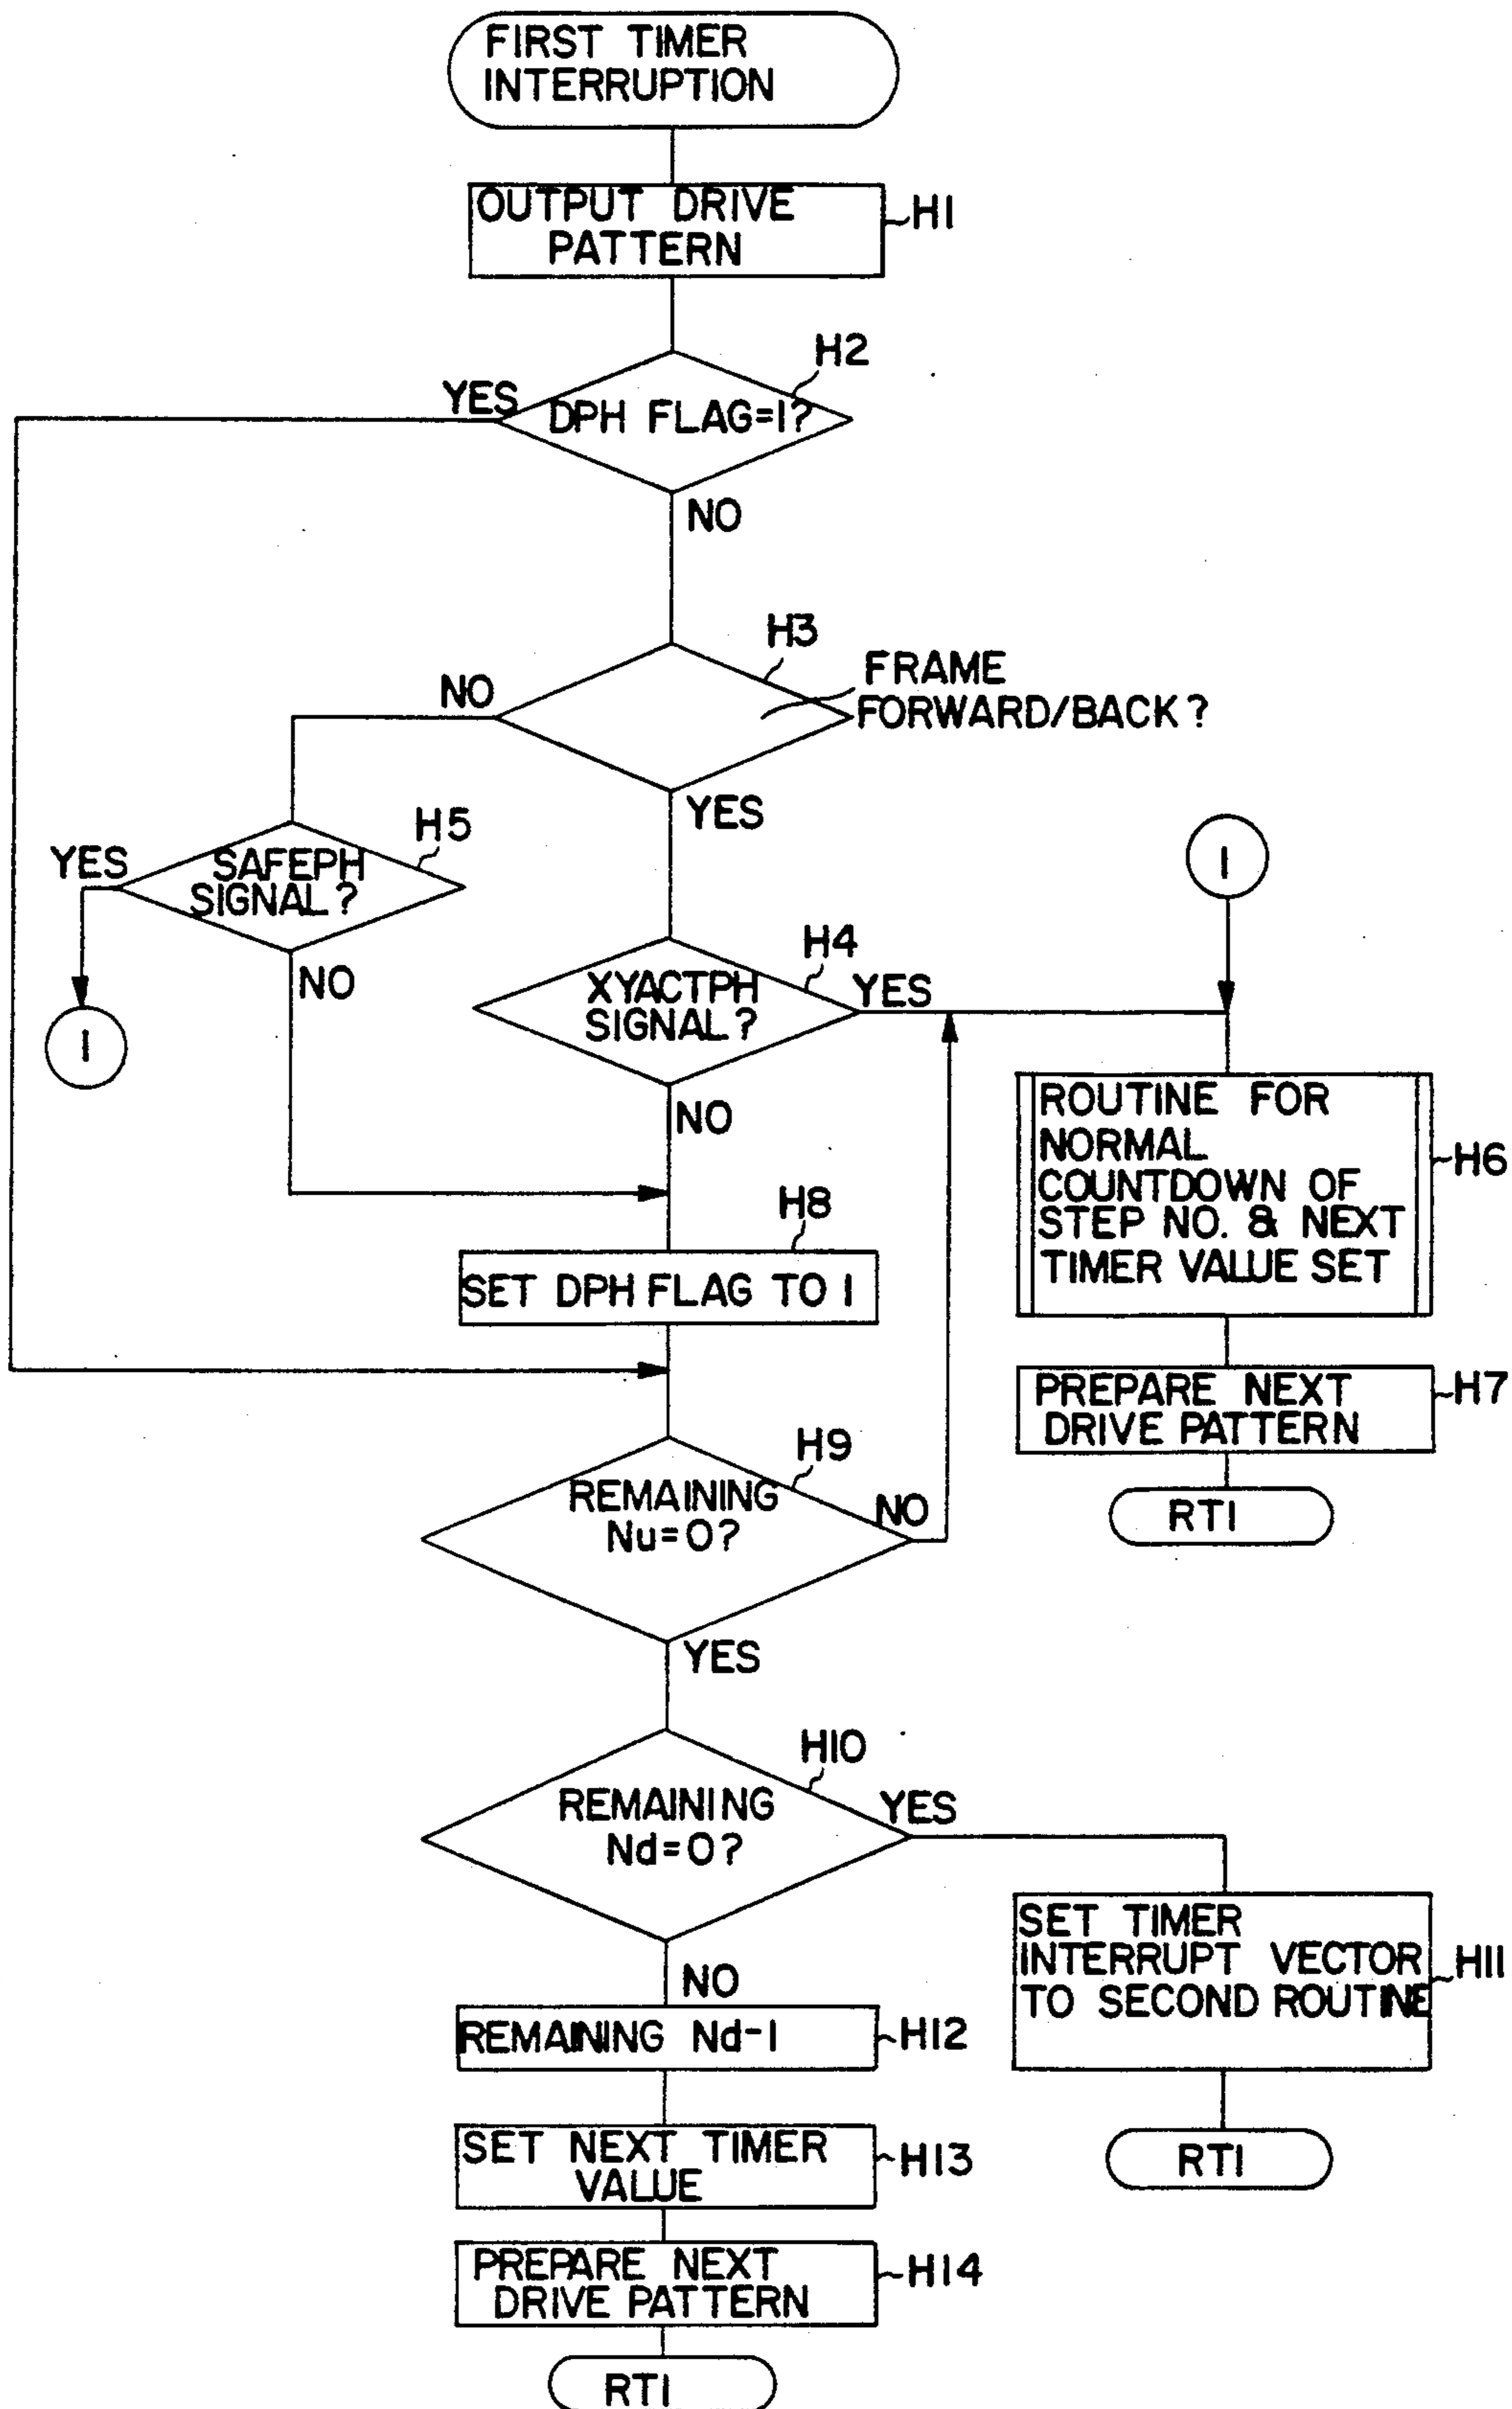 FIRST TIMER
INTERRUPTION
OUTPUT DRIVE
PATTERN
H1
H2
YES
DPH FLAG=1?
NO
H3
FRAME
FORWARD/BACK?
NO
YES
H5
YES
SAFEPH
SIGNAL?
NO
1
1
H4
XYACTPH
SIGNAL?
YES
NO
ROUTINE FOR
NORMAL
COUNTDOWN OF
STEP NO. & NEXT
TIMER VALUE SET
H6
H8
SET DPH FLAG TO 1
PREPARE NEXT
DRIVE PATTERN
H7
RTI
H9
REMAINING
Nu=0?
NO
YES
H10
REMAINING
Nd=0?
YES
NO
SET TIMER
INTERRUPT VECTOR
TO SECOND ROUTINE
H11
RTI
REMAINING Nd-1
H12
SET NEXT TIMER
VALUE
H13
PREPARE NEXT
DRIVE PATTERN
H14
RTI